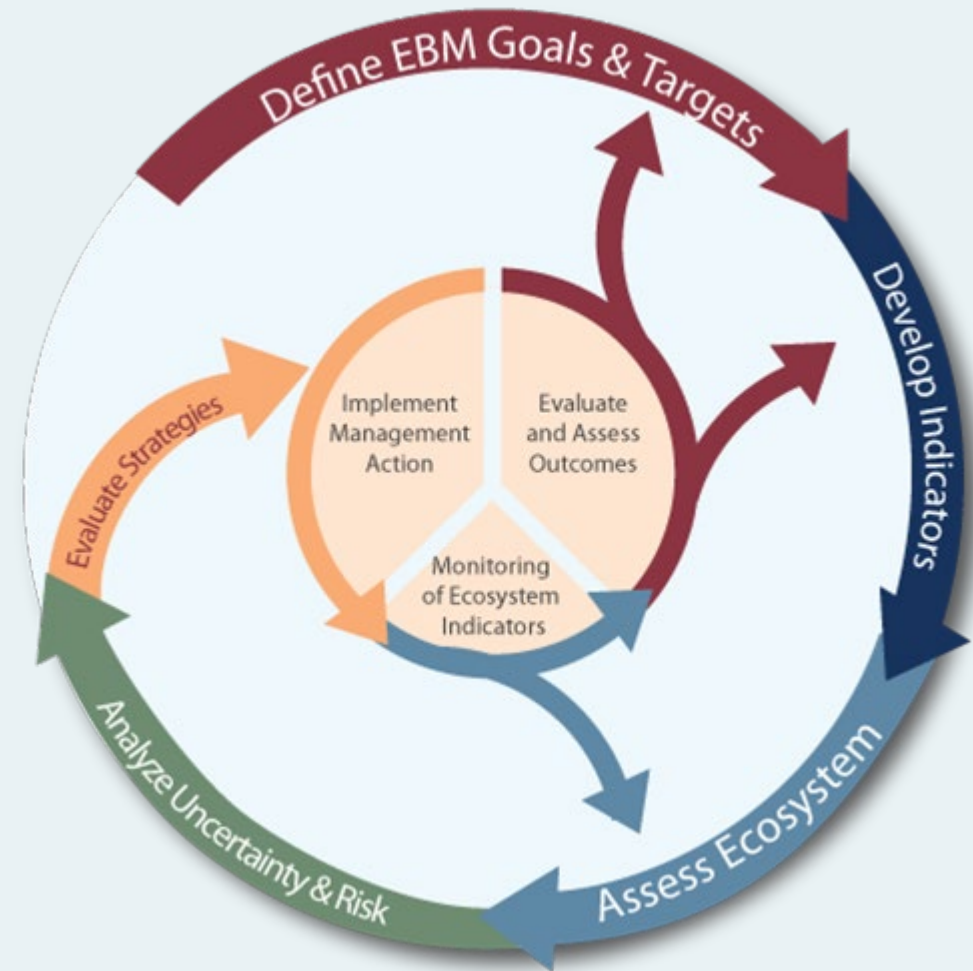 Define EBM Goals & Targets
Develop Indicators
Assess Ecosystem
Analyze Uncertainty & Risk
Evaluate Strategies
Implement
Management
Action
Monitoring
of Ecosystem
Indicators
Evaluate
and Assess
Outcomes